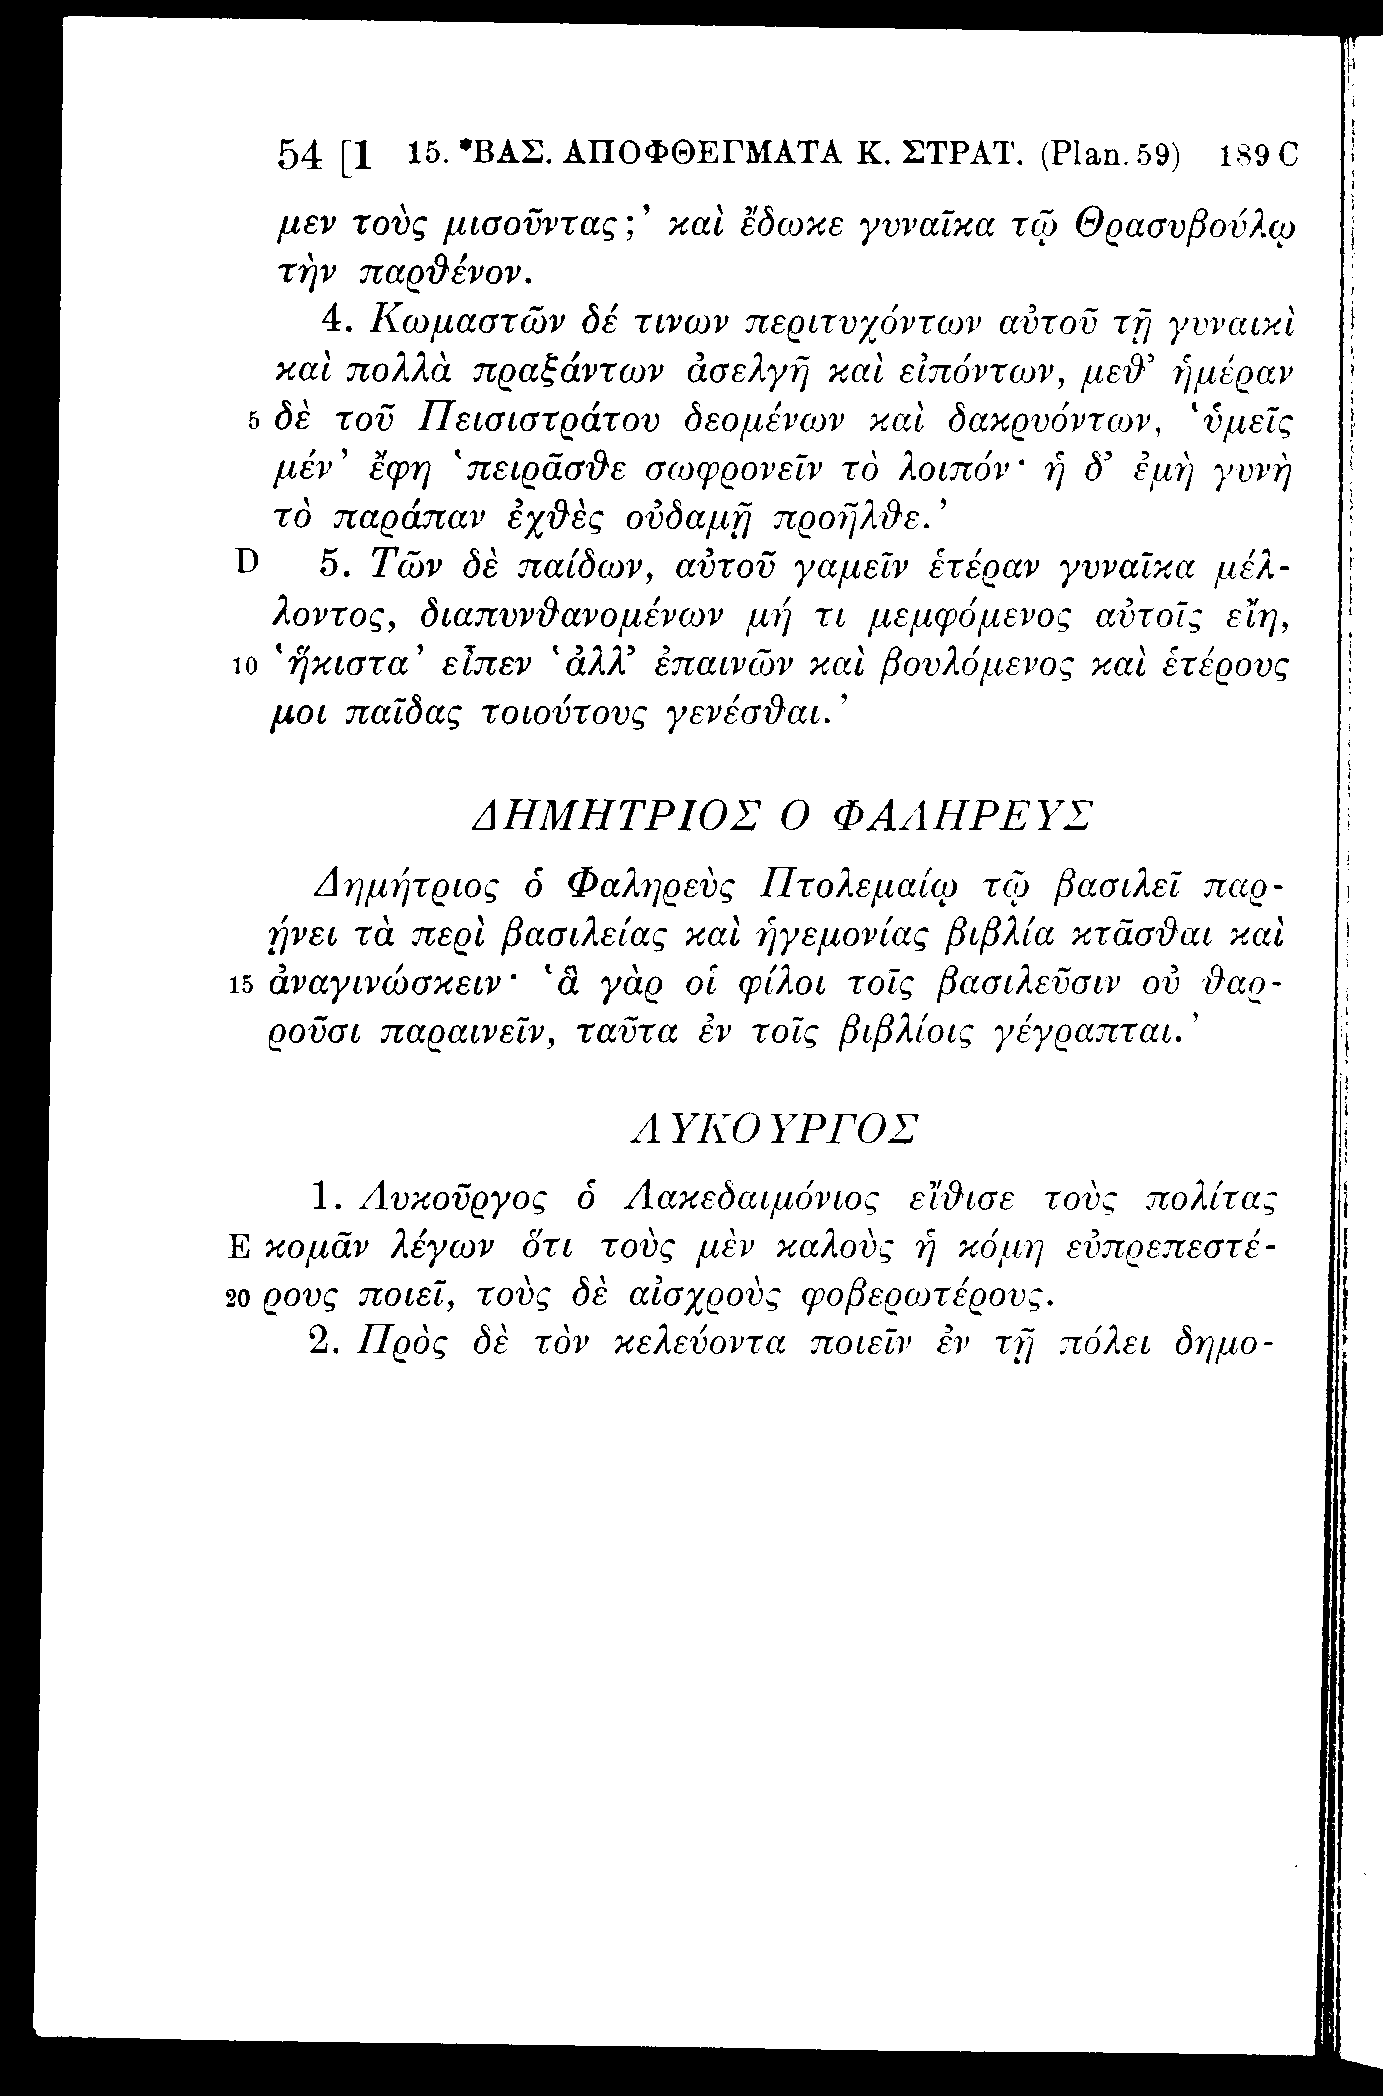 54 [1 15. *ΒΑΣ. ΑΠΟΦΘΕΓΜΑΤΑ Κ. ΣΤΡΑΤ. (Plan. 59) 189 C
μεν τοὺς μισοῦντας;’ καὶ ἔδωκε γυναῖκα τῷ Θρασυβούλῳ
τὴν παρθένον.
4. Κωμαστῶν δέ τινων περιτυχόντων αὐτοῦ τῇ γυναικὶ
καὶ πολλὰ πραξάντων ἀσελγῆ καὶ εἰπόντων, μεθ’ ἡμέραν
5 δὲ τοῦ Πεισιστράτου δεομένων καὶ δακρυόντων, ‘ὑμεῖς
μέν’ ἔφη ‘πειρᾶσθε σωφρονεῖν τὸ λοιπόν· ἡ δ’ ἐμὴ γυνὴ
τὸ παράπαν ἐχθὲς οὐδαμῇ προῆλθε.’
D 5. Τῶν δὲ παίδων, αὐτοῦ γαμεῖν ἑτέραν γυναῖκα μέλ-
λοντος, διαπυνθανομένων μή τι μεμφόμενος αὐτοῖς εἴη,
10 ‘ἥκιστα’ εἶπεν ‘ἀλλ’ ἐπαινῶν καὶ βουλόμενος καὶ ἑτέρους
μοι παῖδας τοιούτους γενέσθαι.’
ΔΗΜΗΤΡΙΟΣ Ο ΦΑΛΗΡΕΥΣ
Δημήτριος ὁ Φαληρεὺς Πτολεμαίῳ τῷ βασιλεῖ παρ-
ῄνει τὰ περὶ βασιλείας καὶ ἡγεμονίας βιβλία κτᾶσθαι καὶ
15 ἀναγινώσκειν· ‘ἃ γὰρ οἱ φίλοι τοῖς βασιλεῦσιν οὐ θαρ-
ροῦσι παραινεῖν, ταῦτα ἐν τοῖς βιβλίοις γέγραπται.’
ΛΥΚΟΥΡΓΟΣ
1. Λυκοῦργος ὁ Λακεδαιμόνιος εἴθισε τοὺς πολίτας
E κομᾶν λέγων ὅτι τοὺς μὲν καλοὺς ἡ κόμη εὐπρεπεστέ-
20 ρους ποιεῖ, τοὺς δὲ αἰσχροὺς φοβερωτέρους.
2. Πρὸς δὲ τὸν κελεύοντα ποιεῖν ἐν τῇ πόλει δημο-